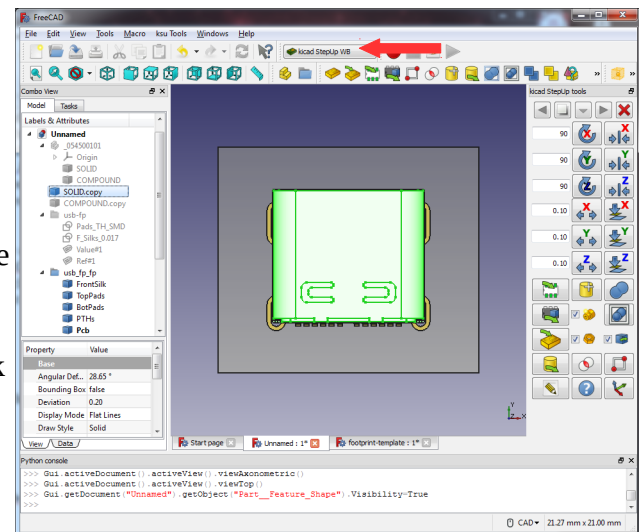 FreeCAD
File Edit View Tools Macro ksu Tools Windows Help
kicad StepUp WB
Combo View
kicad StepUp tools
Model Tasks
Labels & Attributes
Unnamed
_054500101
Origin
SOLID
COMPOUND
SOLID.copy
COMPOUND.copy
usb-fp
Pads_TH_SMD
F_Silks_0.017
Value#1
Ref#1
usb_fp_fp
FrontSilk
TopPads
BotPads
PTHs
Pcb
90 X
90 Y Y
90 Z Z
0.10 X X
0.10 Y Y
0.10 Z Z
e
k
Property Value
Base
Angular Def... 28.65 °
Bounding Box false
Deviation 0.20
Display Mode Flat Lines
Draw Style Solid
View Data
Y
Z X
Start page
Unnamed : 1*
footprint-template : 1*
Python console
>>> Gui.activeDocument().activeView().viewAxonometric()
>>> Gui.activeDocument().activeView().viewTop()
>>> Gui.getDocument("Unnamed").getObject("Part__Feature_Shape").Visibility=True
>>>
CAD 21.27 mm x 21.00 mm